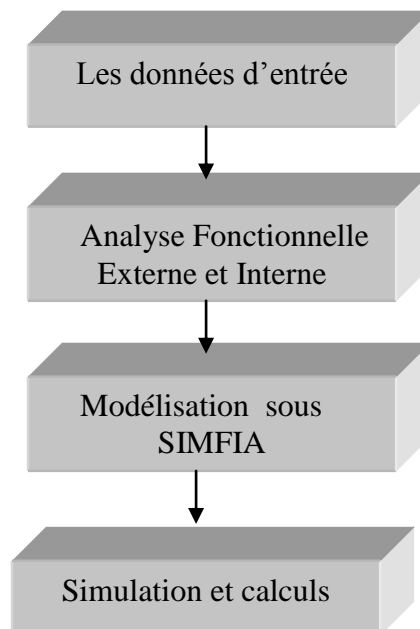 Les données d’entrée
Analyse Fonctionnelle
Externe et Interne
Modélisation sous
SIMFIA
Simulation et calculs